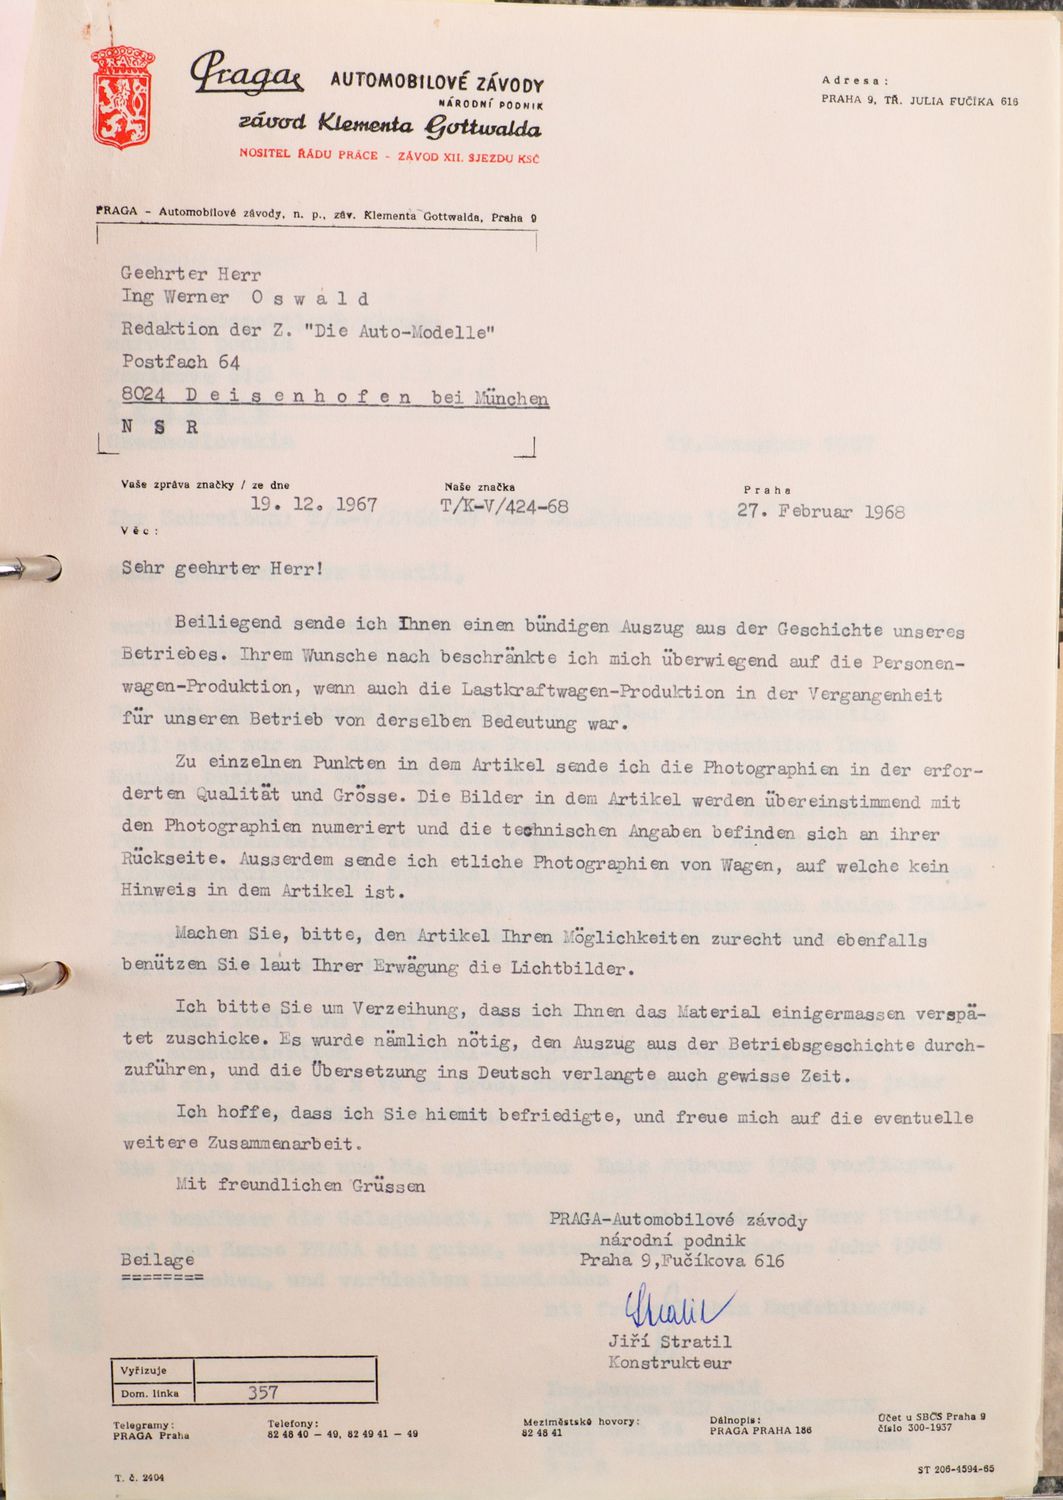 PRAGA
Praga AUTOMOBILOVÉ ZÁVODY
NÁRODNÍ PODNIK
závod Klementa Gottwalda
NOSITEL ŘÁDU PRÁCE - ZÁVOD XII. SJEZDU KSČ
Adresa:
PRAHA 9, TŘ. JULIA FUČÍKA 616
PRAGA - Automobilové závody, n. p., záv. Klementa Gottwalda, Praha 9
Geehrter Herr
Ing Werner O s w a l d
Redaktion der Z. "Die Auto-Modelle"
Postfach 64
8024 D e i s e n h o f e n bei München
N S R
Vaše zpráva značky / ze dne
19. 12. 1967
Naše značka
T/K-V/424-68
Praha
27. Februar 1968
Věc:
Sehr geehrter Herr!
Beiliegend sende ich Ihnen einen bündigen Auszug aus der Geschichte unseres
Betriebes. Ihrem Wunsche nach beschränkte ich mich überwiegend auf die Personen-
wagen-Produktion, wenn auch die Lastkraftwagen-Produktion in der Vergangenheit
für unseren Betrieb von derselben Bedeutung war.
Zu einzelnen Punkten in dem Artikel sende ich die Photographien in der erfor-
derten Qualität und Grösse. Die Bilder in dem Artikel werden übereinstimmend mit
den Photographien numeriert und die technischen Angaben befinden sich an ihrer
Rückseite. Ausserdem sende ich etliche Photographien von Wagen, auf welche kein
Hinweis in dem Artikel ist.
Machen Sie, bitte, den Artikel Ihren Möglichkeiten zurecht und ebenfalls
benützen Sie laut Ihrer Erwägung die Lichtbilder.
Ich bitte Sie um Verzeihung, dass ich Ihnen das Material einigermassen verspä-
tet zuschicke. Es wurde nämlich nötig, den Auszug aus der Betriebsgeschichte durch-
zuführen, und die Übersetzung ins Deutsch verlangte auch gewisse Zeit.
Ich hoffe, dass ich Sie hiemit befriedigte, und freue mich auf die eventuelle
weitere Zusammenarbeit.
Mit freundlichen Grüssen
PRAGA-Automobilové závody
národní podnik
Praha 9,Fučíkova 616
Beilage
========
Stratil
Jiří Stratil
Konstrukteur
Vyřizuje
Dom. linka 357
Telegramy:
PRAGA Praha
Telefony:
82 48 40 - 49, 82 49 41 - 49
Meziměstské hovory:
82 48 41
Dálnopis:
PRAGA PRAHA 186
Účet u SBČS Praha 9
číslo 300-1937
T. č. 2404
ST 206-4594-65